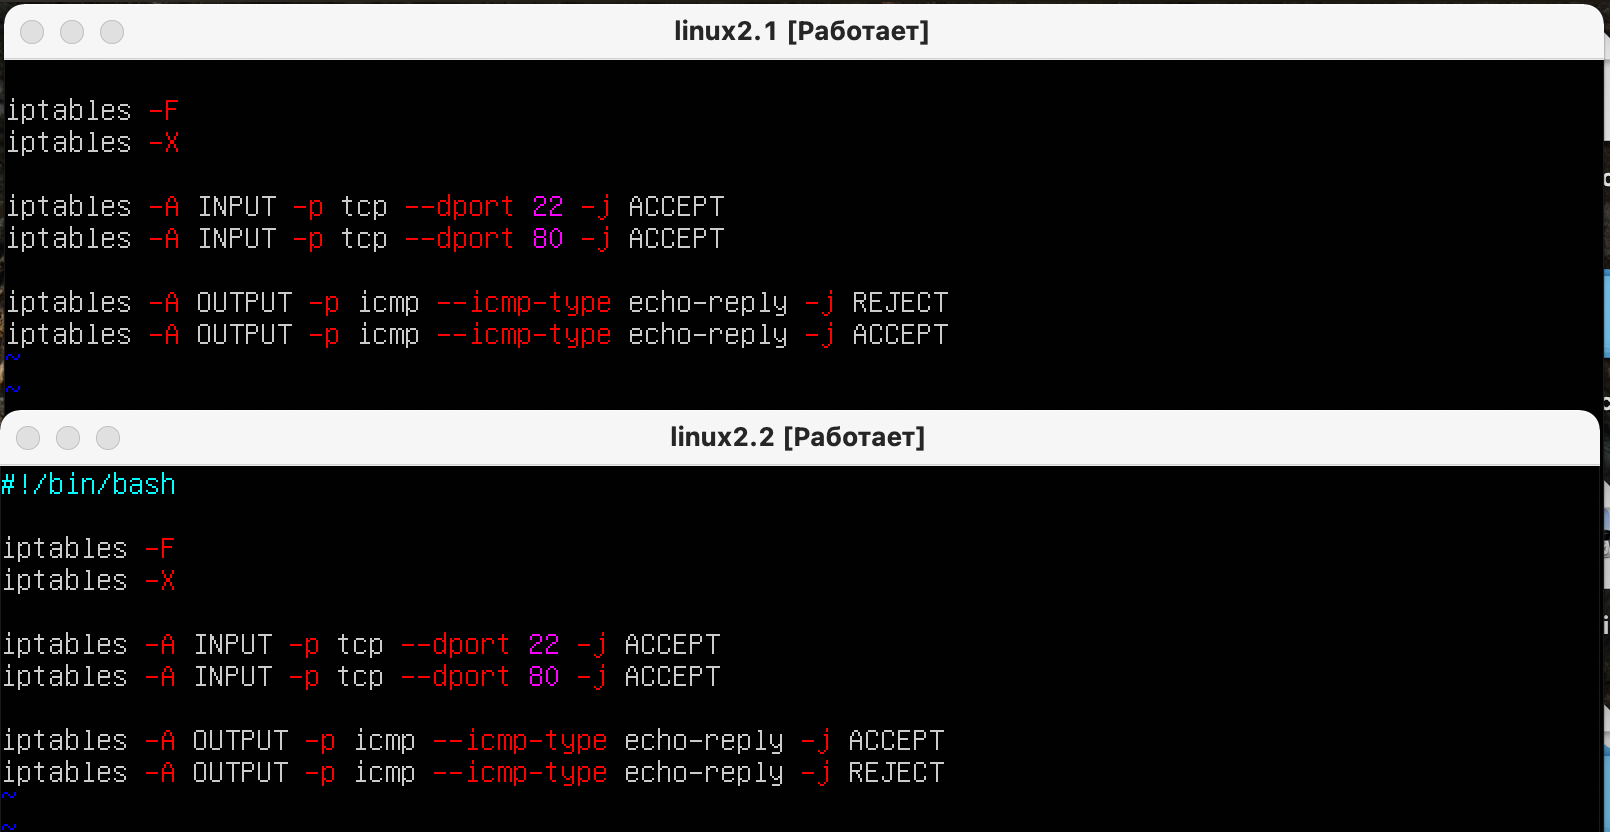 linux2.1 [Работает]
iptables -F
iptables -X
iptables -A INPUT -p tcp --dport 22 -j ACCEPT
iptables -A INPUT -p tcp --dport 80 -j ACCEPT
iptables -A OUTPUT -p icmp --icmp-type echo-reply -j REJECT
iptables -A OUTPUT -p icmp --icmp-type echo-reply -j ACCEPT
~
~
linux2.2 [Работает]
#!/bin/bash
iptables -F
iptables -X
iptables -A INPUT -p tcp --dport 22 -j ACCEPT
iptables -A INPUT -p tcp --dport 80 -j ACCEPT
iptables -A OUTPUT -p icmp --icmp-type echo-reply -j ACCEPT
iptables -A OUTPUT -p icmp --icmp-type echo-reply -j REJECT
~
~